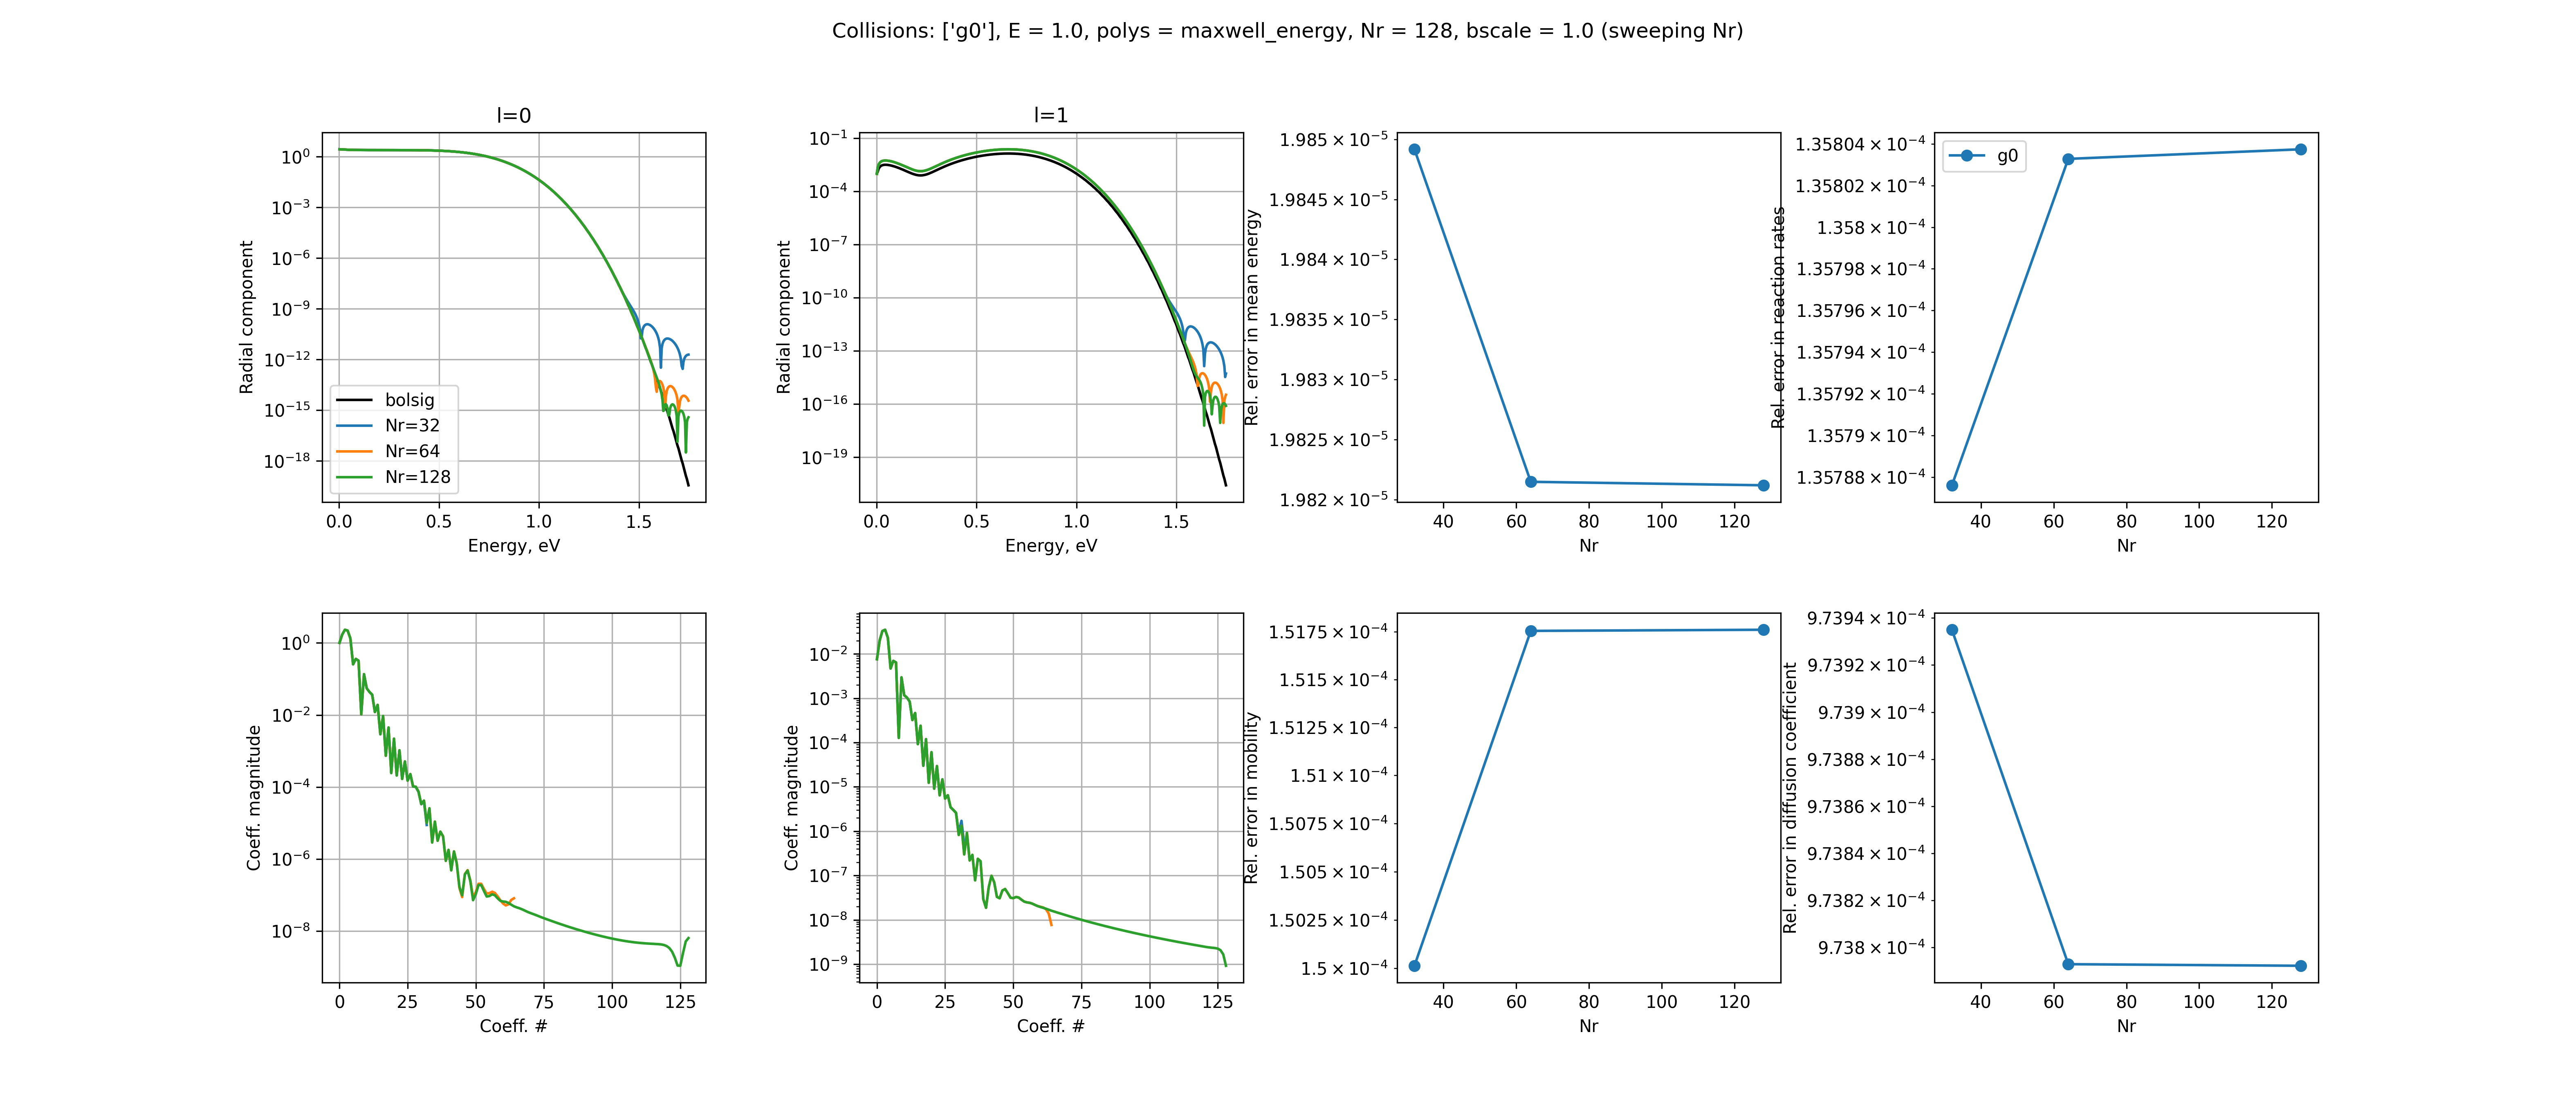 Collisions: ['g0'], E = 1.0, polys = maxwell_energy, Nr = 128, bscale = 1.0 (sweeping Nr)
l=0
Radial component
10⁰
10⁻³
10⁻⁶
10⁻⁹
10⁻¹²
10⁻¹⁵
10⁻¹⁸
bolsig
Nr=32
Nr=64
Nr=128
0.0 0.5 1.0 1.5
Energy, eV
l=1
Radial component
10⁻¹
10⁻⁴
10⁻⁷
10⁻¹⁰
10⁻¹³
10⁻¹⁶
10⁻¹⁹
0.0 0.5 1.0 1.5
Energy, eV
Rel. error in mean energy
1.985 × 10⁻⁵
1.9845 × 10⁻⁵
1.984 × 10⁻⁵
1.9835 × 10⁻⁵
1.983 × 10⁻⁵
1.9825 × 10⁻⁵
1.982 × 10⁻⁵
40 60 80 100 120
Nr
Rel. error in reaction rates
1.35804 × 10⁻⁴
1.35802 × 10⁻⁴
1.358 × 10⁻⁴
1.35798 × 10⁻⁴
1.35796 × 10⁻⁴
1.35794 × 10⁻⁴
1.35792 × 10⁻⁴
1.3579 × 10⁻⁴
1.35788 × 10⁻⁴
g0
40 60 80 100 120
Nr
Coeff. magnitude
10⁰
10⁻²
10⁻⁴
10⁻⁶
10⁻⁸
0 25 50 75 100 125
Coeff. #
Coeff. magnitude
10⁻²
10⁻³
10⁻⁴
10⁻⁵
10⁻⁶
10⁻⁷
10⁻⁸
10⁻⁹
0 25 50 75 100 125
Coeff. #
Rel. error in mobility
1.5175 × 10⁻⁴
1.515 × 10⁻⁴
1.5125 × 10⁻⁴
1.51 × 10⁻⁴
1.5075 × 10⁻⁴
1.505 × 10⁻⁴
1.5025 × 10⁻⁴
1.5 × 10⁻⁴
40 60 80 100 120
Nr
Rel. error in diffusion coefficient
9.7394 × 10⁻⁴
9.7392 × 10⁻⁴
9.739 × 10⁻⁴
9.7388 × 10⁻⁴
9.7386 × 10⁻⁴
9.7384 × 10⁻⁴
9.7382 × 10⁻⁴
9.738 × 10⁻⁴
40 60 80 100 120
Nr